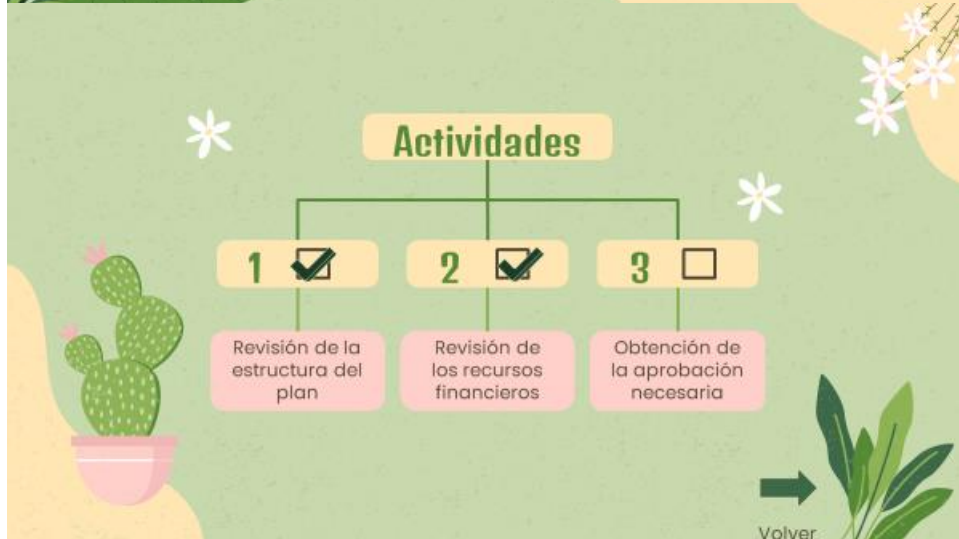 Actividades
1
2
3
Revisión de la
estructura del
plan
Revisión de
los recursos
financieros
Obtención de
la aprobación
necesaria
Volver